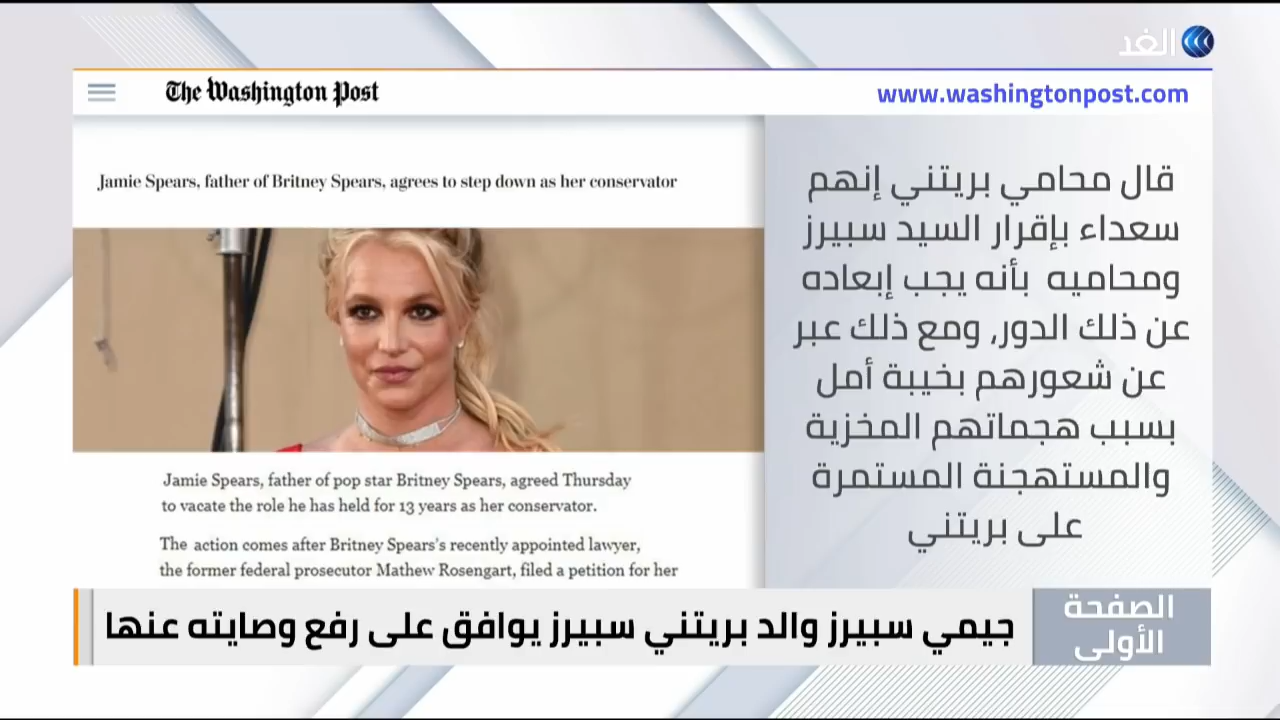 الغد
The Washington Post
www.washingtonpost.com
Jamie Spears, father of Britney Spears, agrees to step down as her conservator
Jamie Spears, father of pop star Britney Spears, agreed Thursday
to vacate the role he has held for 13 years as her conservator.
The action comes after Britney Spears's recently appointed lawyer,
the former federal prosecutor Mathew Rosengart, filed a petition for her
قال محامي بريتني إنهم
سعداء بإقرار السيد سبيرز
ومحاميه بأنه يجب إبعاده
عن ذلك الدور, ومع ذلك عبر
عن شعورهم بخيبة أمل
بسبب هجماتهم المخزية
والمستهجنة المستمرة
على بريتني
الصفحة
الأولى
جيمي سبيرز والد بريتني سبيرز يوافق على رفع وصايته عنها